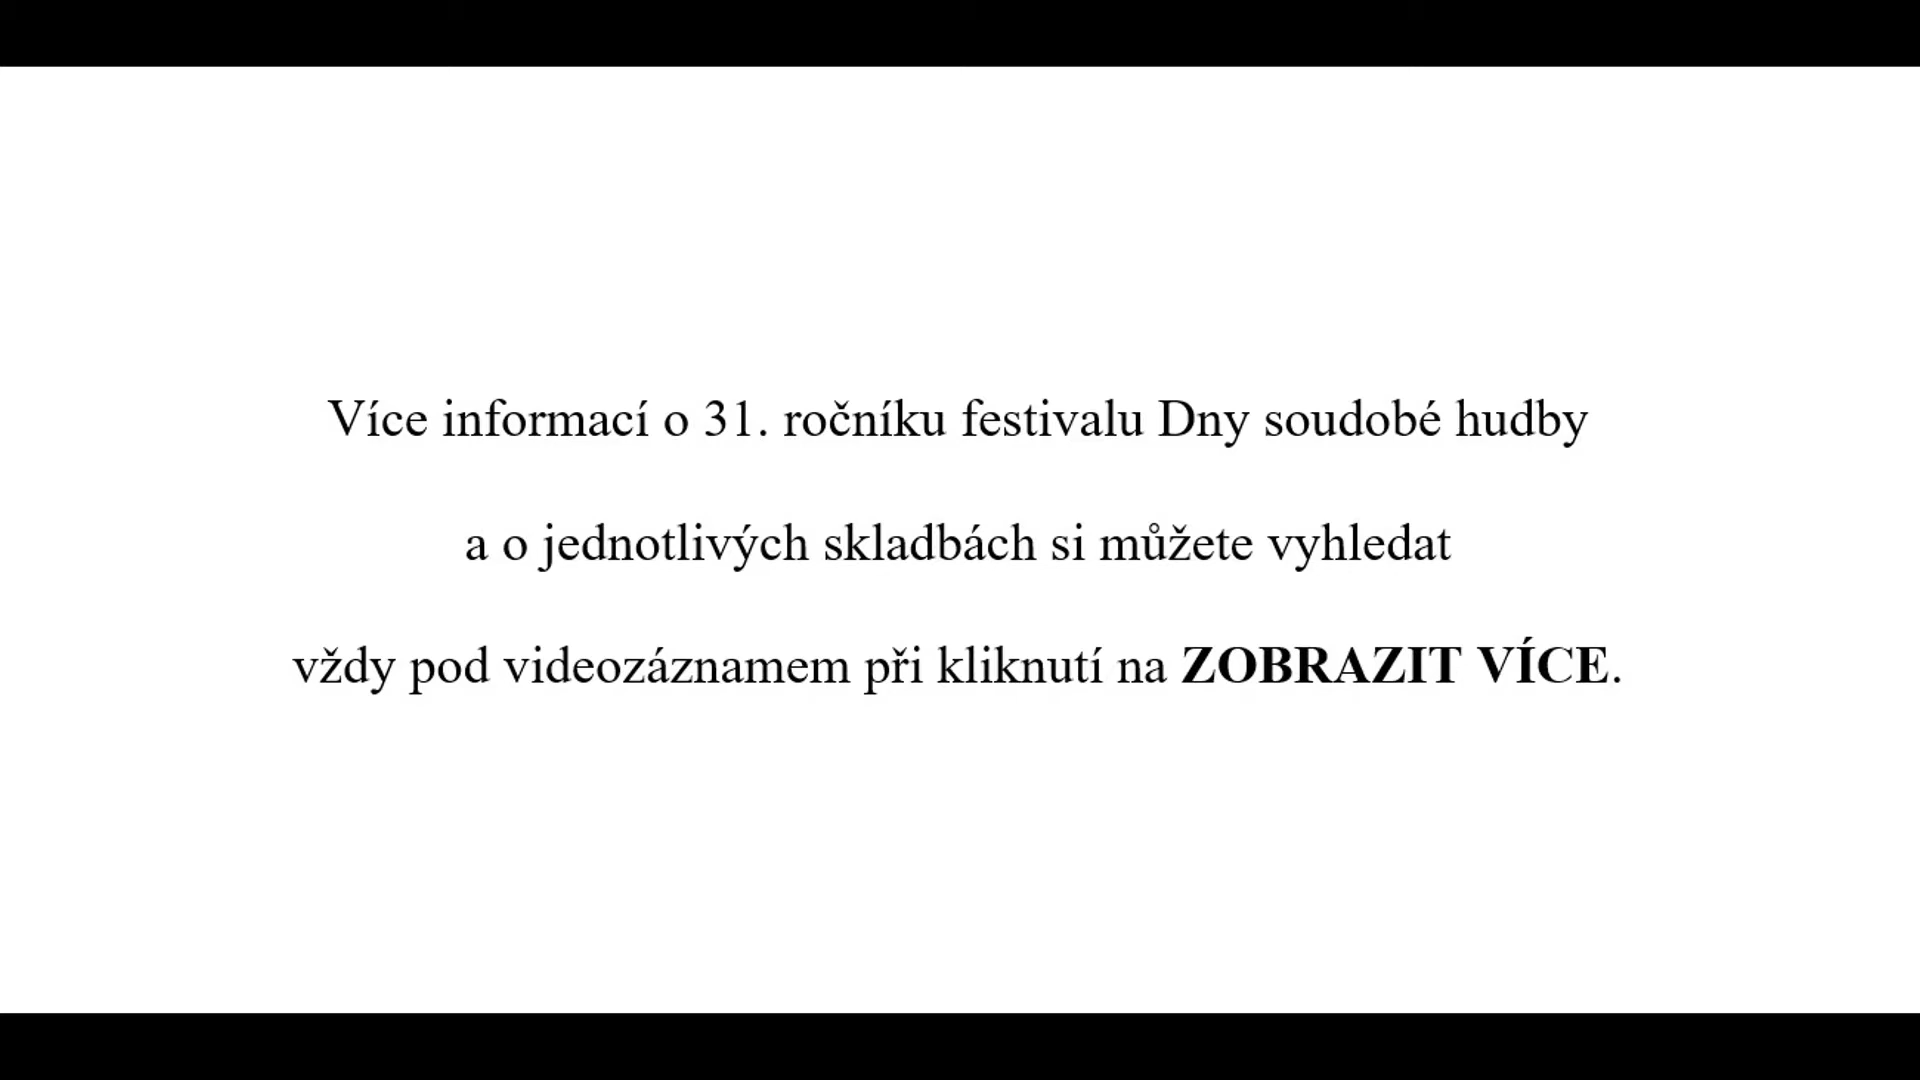 Více informací o 31. ročníku festivalu Dny soudobé hudby
a o jednotlivých skladbách si můžete vyhledat
vždy pod videozáznamem při kliknutí na ZOBRAZIT VÍCE.